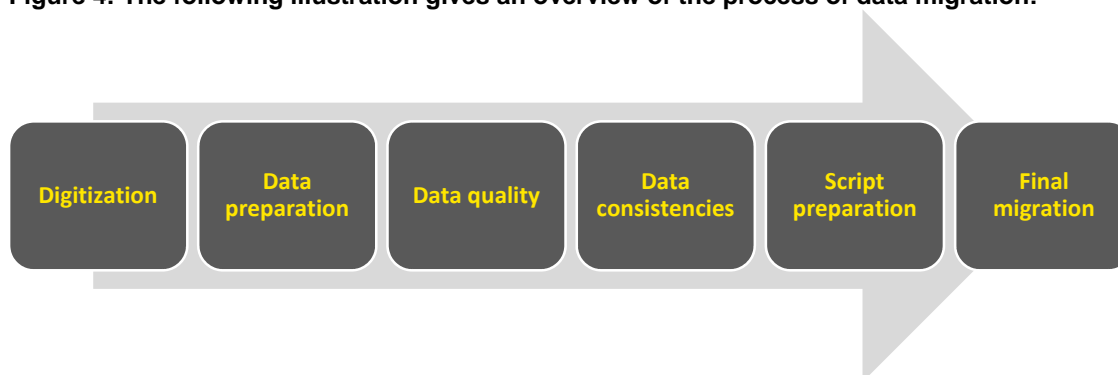 Figure 4: The following illustration gives an overview of the process of data migration:
Digitization
Data
preparation
Data quality
Data
consistencies
Script
preparation
Final
migration